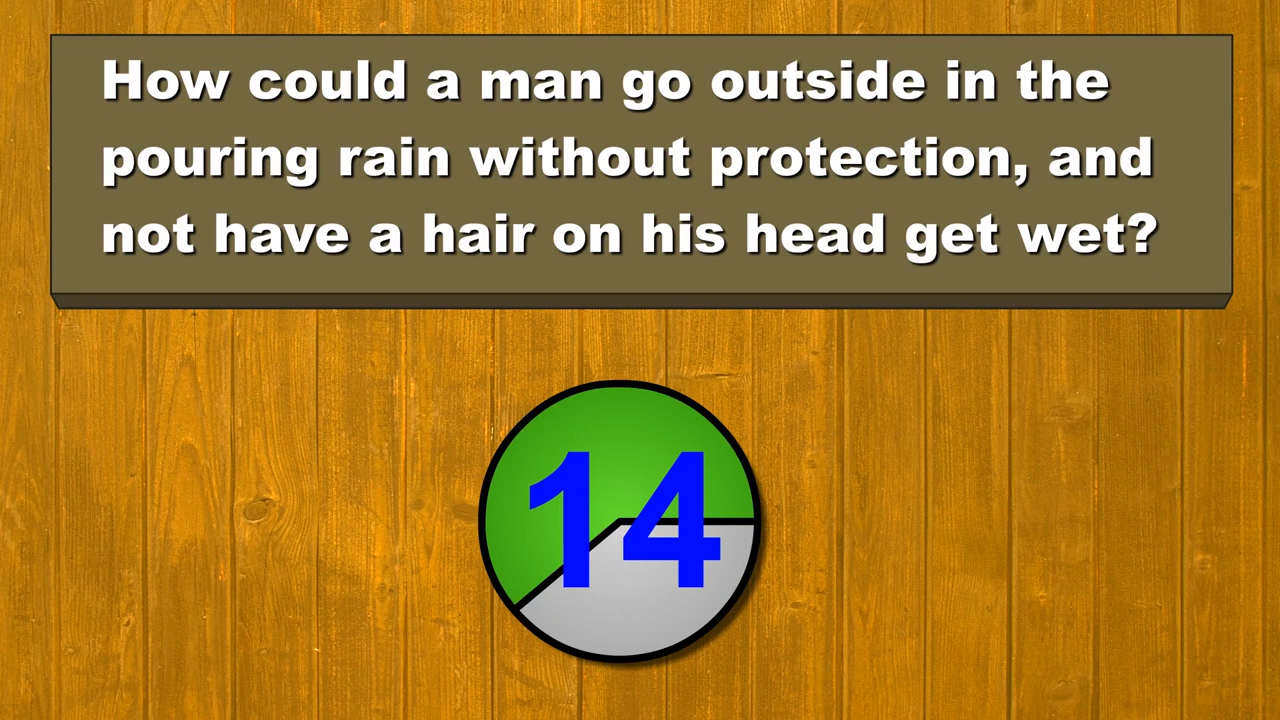 How could a man go outside in the
pouring rain without protection, and
not have a hair on his head get wet?
14